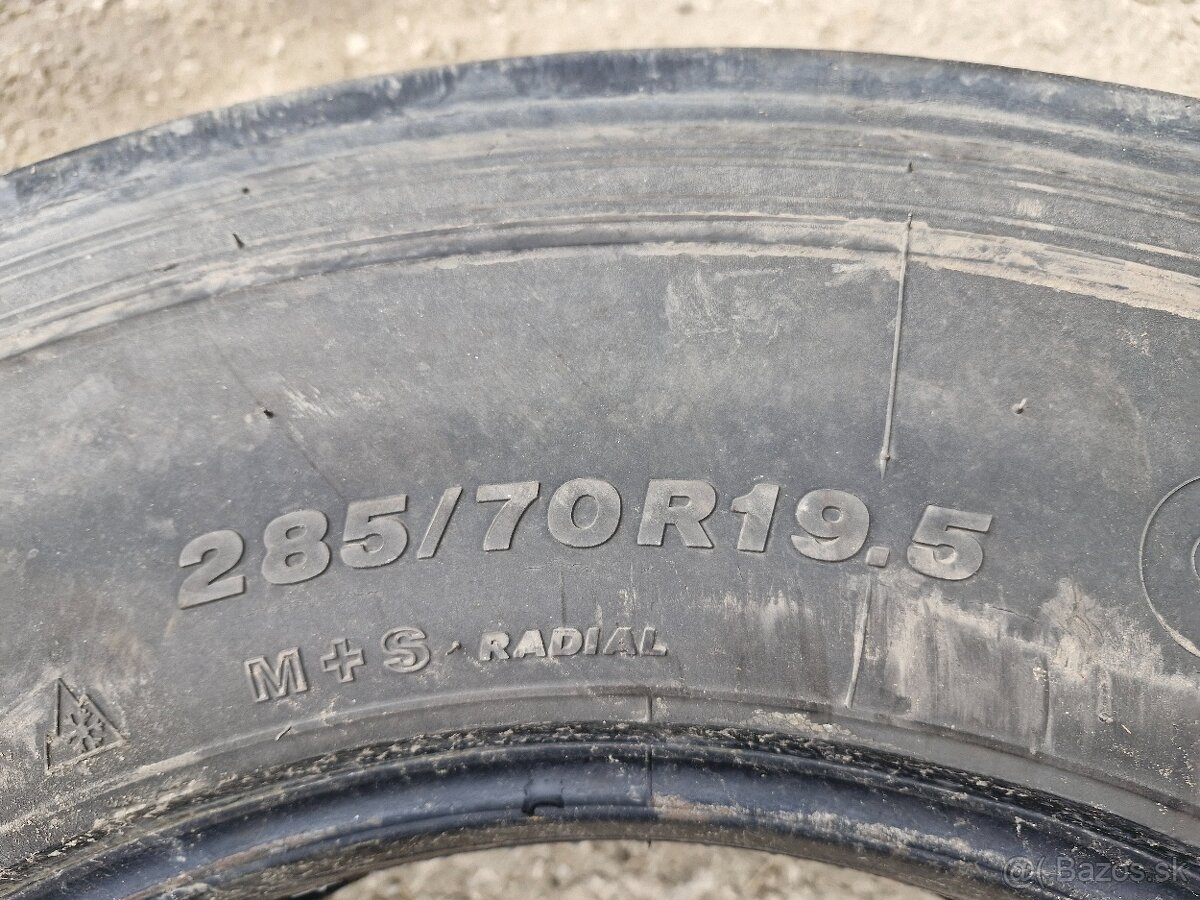 285/70R19.5
M+S · RADIAL
Bazos.sk